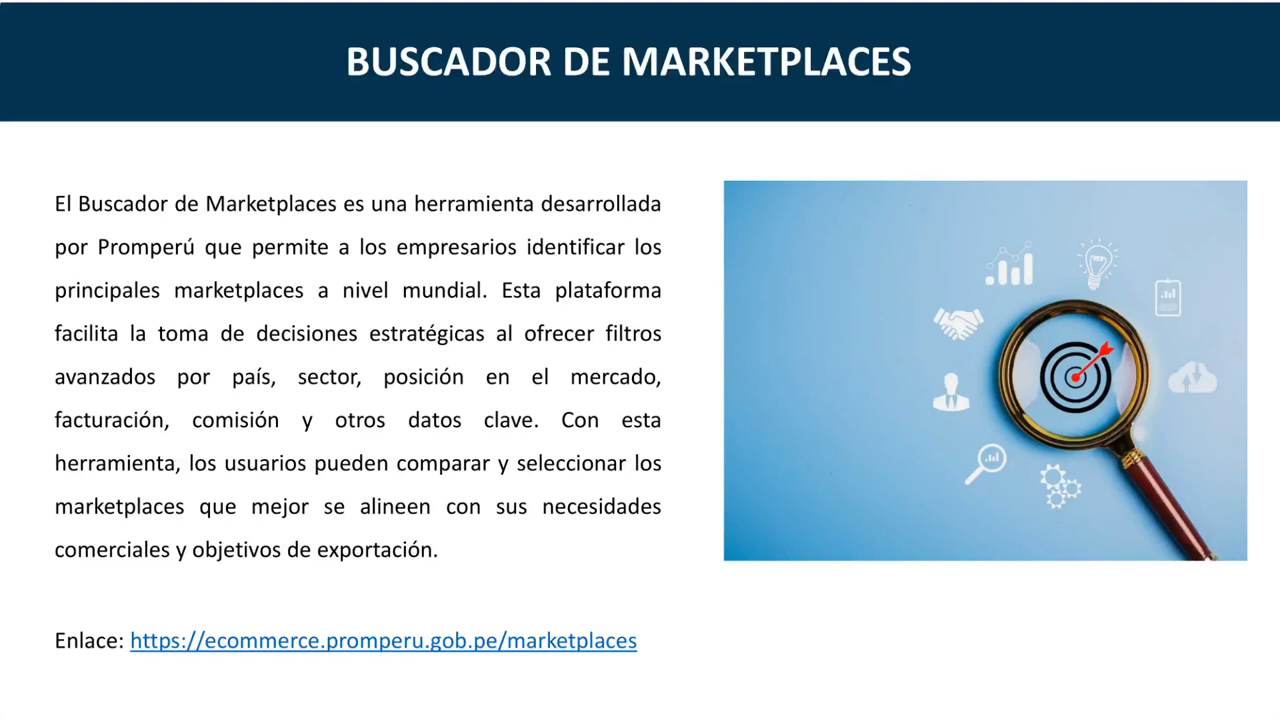 BUSCADOR DE MARKETPLACES
El Buscador de Marketplaces es una herramienta desarrollada
por Promperú que permite a los empresarios identificar los
principales marketplaces a nivel mundial. Esta plataforma
facilita la toma de decisiones estratégicas al ofrecer filtros
avanzados por país, sector, posición en el mercado,
facturación, comisión y otros datos clave. Con esta
herramienta, los usuarios pueden comparar y seleccionar los
marketplaces que mejor se alineen con sus necesidades
comerciales y objetivos de exportación.
Enlace: https://ecommerce.promperu.gob.pe/marketplaces